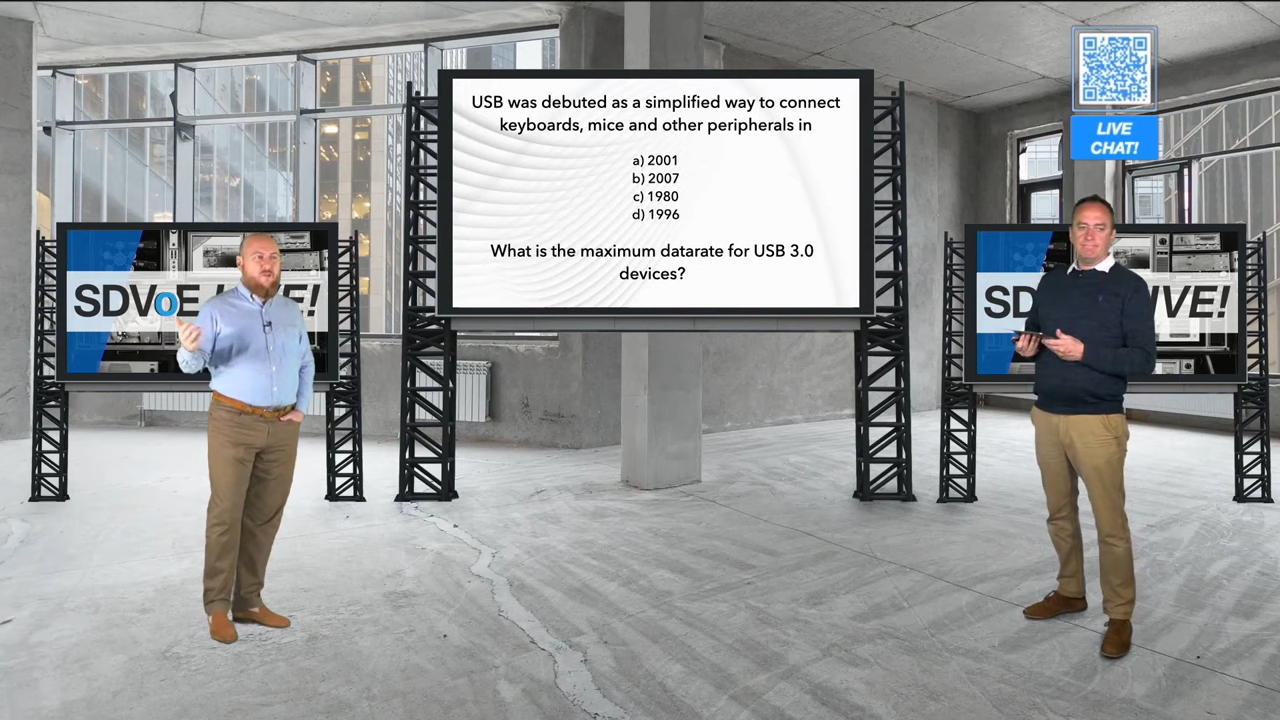 LIVE
CHAT!
USB was debuted as a simplified way to connect
keyboards, mice and other peripherals in
a) 2001
b) 2007
c) 1980
d) 1996
What is the maximum datarate for USB 3.0
devices?
SDVoE
IVE!